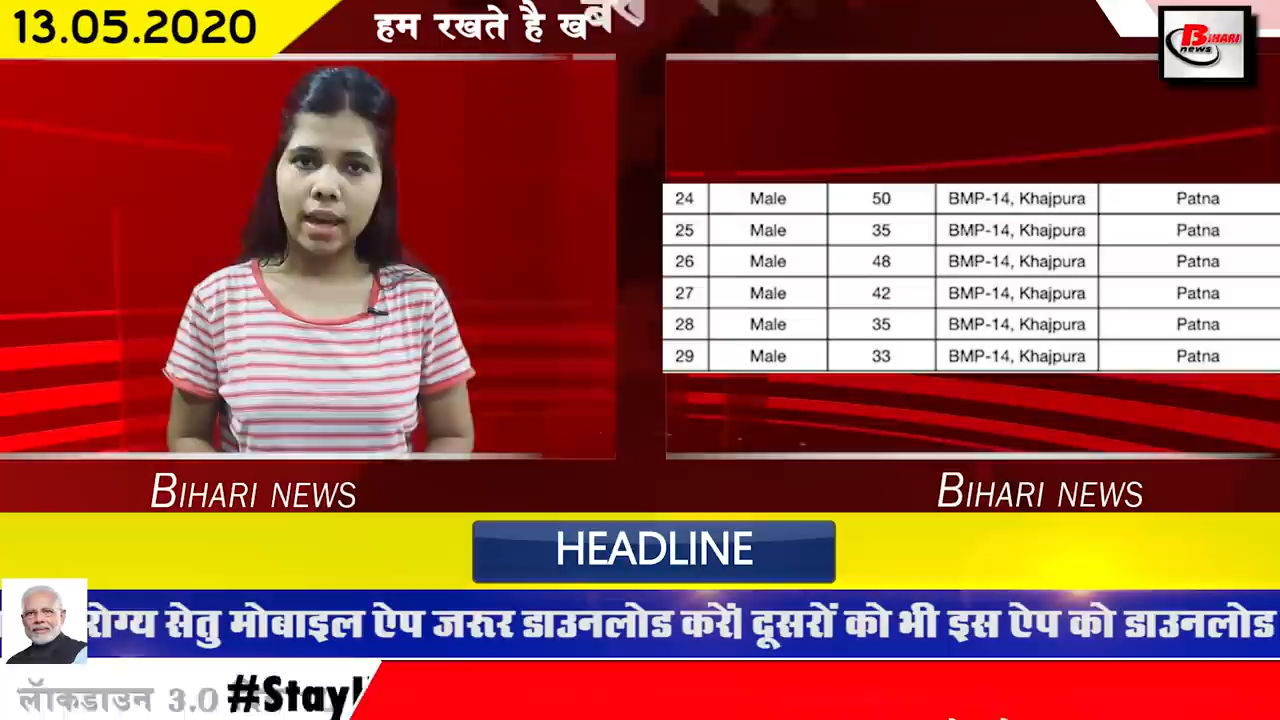 13.05.2020
हम रखते है
BIHARI
news
24 Male 50 BMP-14, Khajpura Patna
25 Male 35 BMP-14, Khajpura Patna
26 Male 48 BMP-14, Khajpura Patna
27 Male 42 BMP-14, Khajpura Patna
28 Male 35 BMP-14, Khajpura Patna
29 Male 33 BMP-14, Khajpura Patna
BIHARI NEWS
BIHARI NEWS
HEADLINE
रोग्य सेतु मोबाइल ऐप जरूर डाउनलोड करें। दूसरों को भी इस ऐप को डाउनलोड
लॅाकडाउन 3.0 #Stay